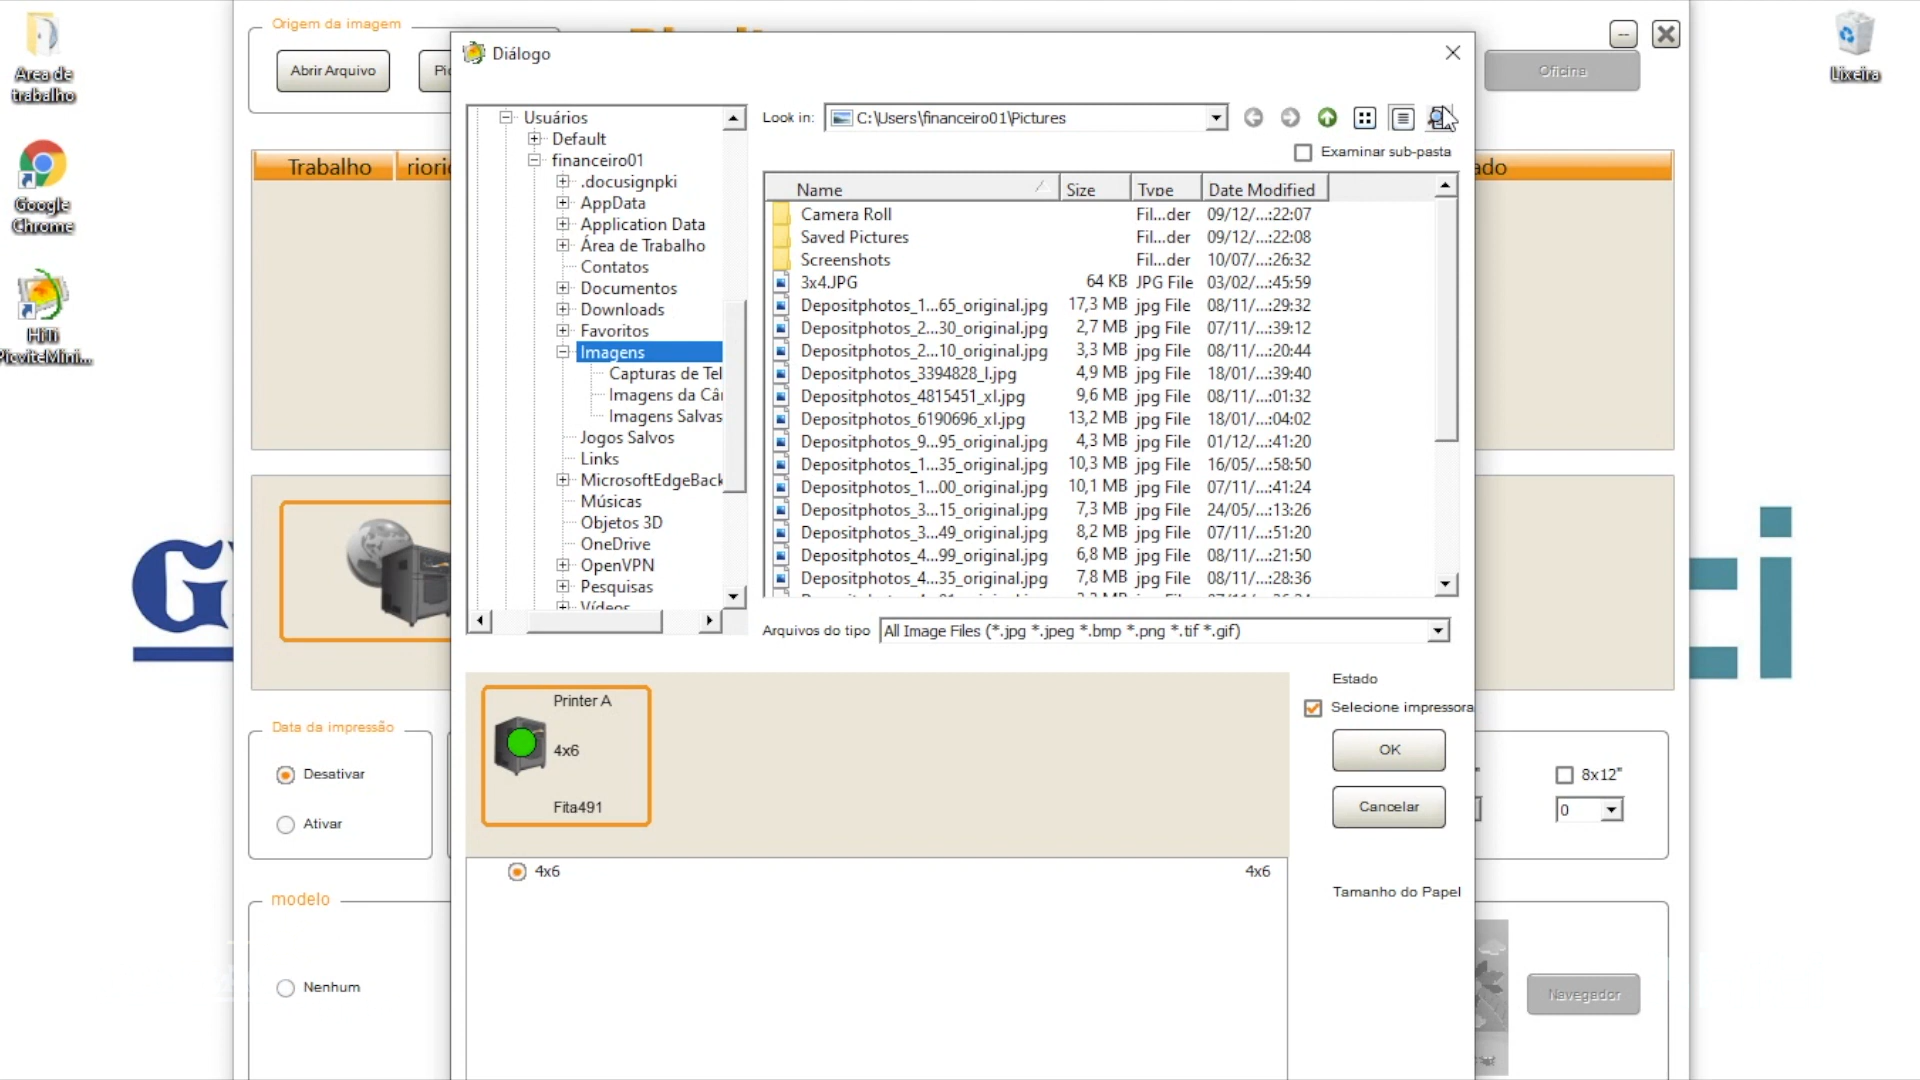 Origem da imagem
Abrir Arquivo
Oficina
Area de
trabalho
Google
Chrome
HiTi
PicviteMini...
Lixeira
Trabalho
Diálogo
Usuários
Default
financeiro01
.docusignpki
AppData
Application Data
Área de Trabalho
Contatos
Documentos
Downloads
Favoritos
Imagens
Capturas de Tel
Imagens da Câ
Imagens Salvas
Jogos Salvos
Links
MicrosoftEdgeBack
Músicas
Objetos 3D
OneDrive
OpenVPN
Pesquisas
Vídeos
Look in: C:\Users\financeiro01\Pictures
Examinar sub-pasta
Name Size Type Date Modified
Camera Roll Fil...der 09/12/...:22:07
Saved Pictures Fil...der 09/12/...:22:08
Screenshots Fil...der 10/07/...:26:32
3x4.JPG 64 KB JPG File 03/02/...:45:59
Depositphotos_1...65_original.jpg 17,3 MB jpg File 08/11/...:29:32
Depositphotos_2...30_original.jpg 2,7 MB jpg File 07/11/...:39:12
Depositphotos_2...10_original.jpg 3,3 MB jpg File 08/11/...:20:44
Depositphotos_3394828_l.jpg 4,9 MB jpg File 18/01/...:39:40
Depositphotos_4815451_xl.jpg 9,6 MB jpg File 08/11/...:01:32
Depositphotos_6190696_xl.jpg 13,2 MB jpg File 18/01/...:04:02
Depositphotos_9...95_original.jpg 4,3 MB jpg File 01/12/...:41:20
Depositphotos_1...35_original.jpg 10,3 MB jpg File 16/05/...:58:50
Depositphotos_1...00_original.jpg 10,1 MB jpg File 07/11/...:41:24
Depositphotos_3...15_original.jpg 7,3 MB jpg File 24/05/...:13:26
Depositphotos_3...49_original.jpg 8,2 MB jpg File 07/11/...:51:20
Depositphotos_4...99_original.jpg 6,8 MB jpg File 08/11/...:21:50
Depositphotos_4...35_original.jpg 7,8 MB jpg File 08/11/...:28:36
Arquivos do tipo All Image Files (*.jpg *.jpeg *.bmp *.png *.tif *.gif)
Printer A
4x6
Fita491
4x6 4x6
Estado
Selecione impressora
OK
Cancelar
Tamanho do Papel
Data da impressão
Desativar
Ativar
modelo
Nenhum
8x12"
0
Navegador